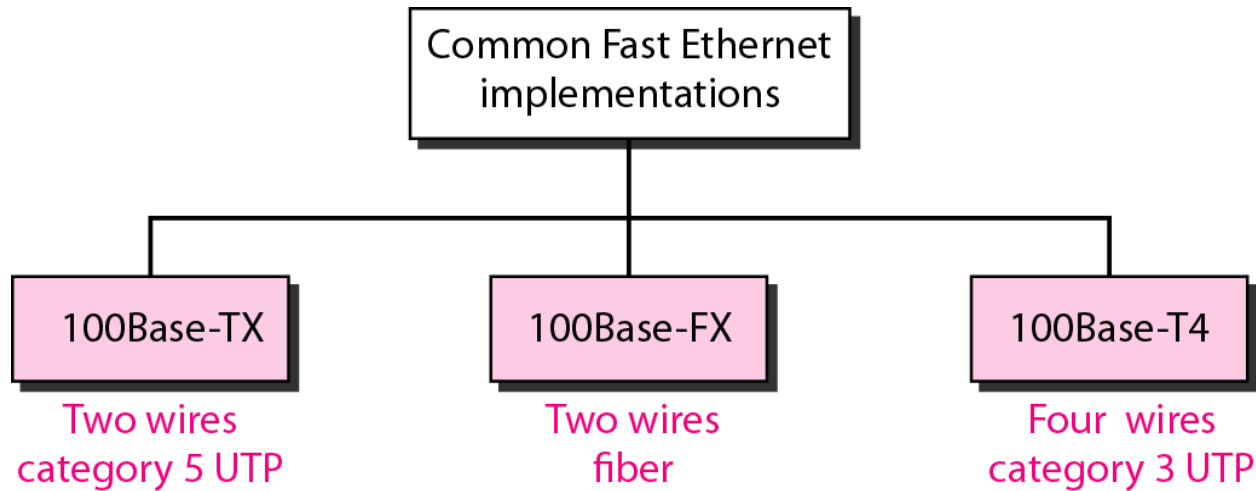 Common Fast Ethernet
implementations
100Base-TX
100Base-FX
100Base-T4
Two wires
category 5 UTP
Two wires
fiber
Four wires
category 3 UTP